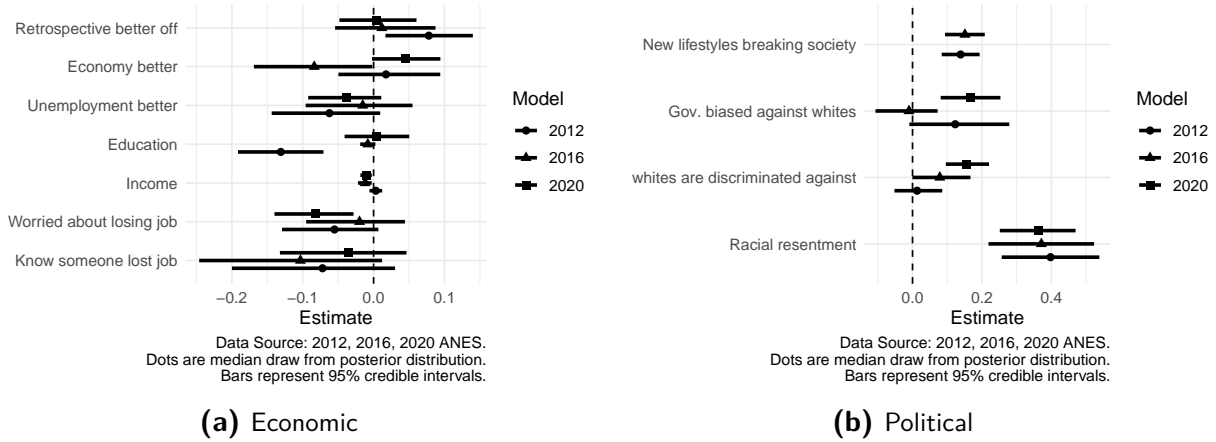 Retrospective better off
Economy better
Unemployment better
Education
Income
Worried about losing job
Know someone lost job
−0.2 −0.1 0.0 0.1
Estimate
Model
2012
2016
2020
Data Source: 2012, 2016, 2020 ANES.
Dots are median draw from posterior distribution.
Bars represent 95% credible intervals.
(a) Economic
New lifestyles breaking society
Gov. biased against whites
whites are discriminated against
Racial resentment
0.0 0.2 0.4
Estimate
Model
2012
2016
2020
Data Source: 2012, 2016, 2020 ANES.
Dots are median draw from posterior distribution.
Bars represent 95% credible intervals.
(b) Political